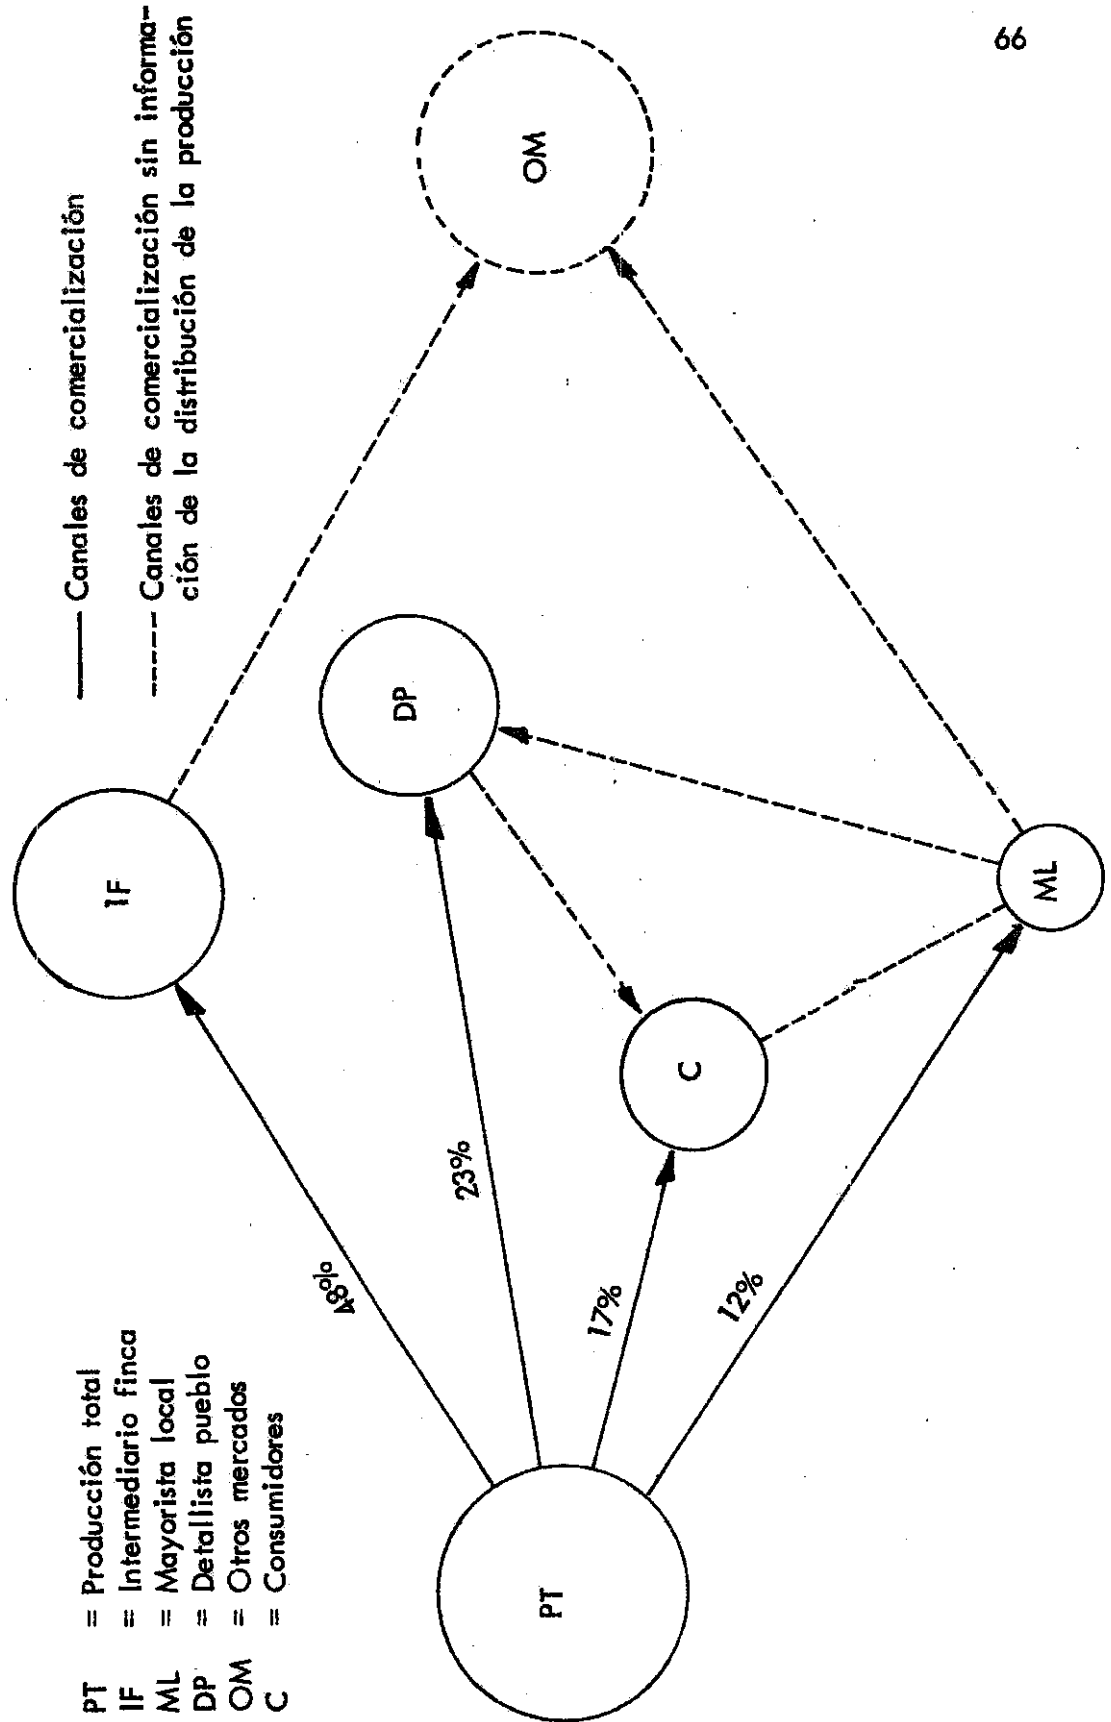 66
PT = Producción total
IF = Intermediario finca
ML = Mayorista local
DP = Detallista pueblo
OM = Otros mercados
C = Consumidores
—— Canales de comercialización
----- Canales de comercialización sin informa-
ción de la distribución de la producción
IF
48%
DP
23%
OM
PT
C
17%
12%
ML